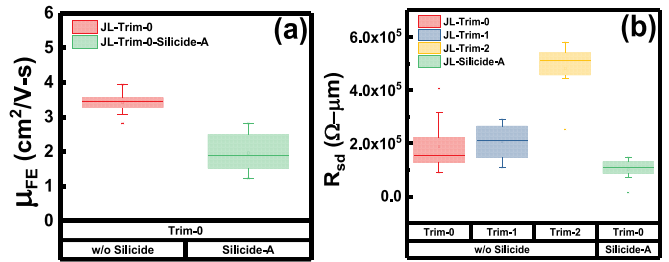 (a)
JL-Trim-0
JL-Trim-0-Silicide-A
μFE (cm²/V-s)
6
5
4
3
2
1
0
Trim-0
w/o Silicide
Silicide-A
(b)
JL-Trim-0
JL-Trim-1
JL-Trim-2
JL-Silicide-A
Rsd (Ω–μm)
6.0x10⁵
4.0x10⁵
2.0x10⁵
0.0
Trim-0 Trim-1 Trim-2 Trim-0
w/o Silicide Silicide-A